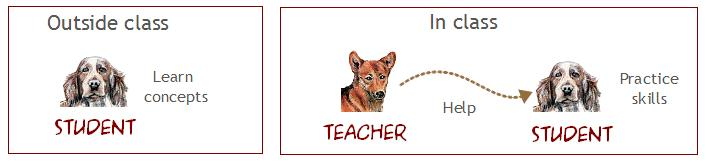 Outside class
Learn
concepts
STUDENT
In class
TEACHER
Help
Practice
skills
STUDENT